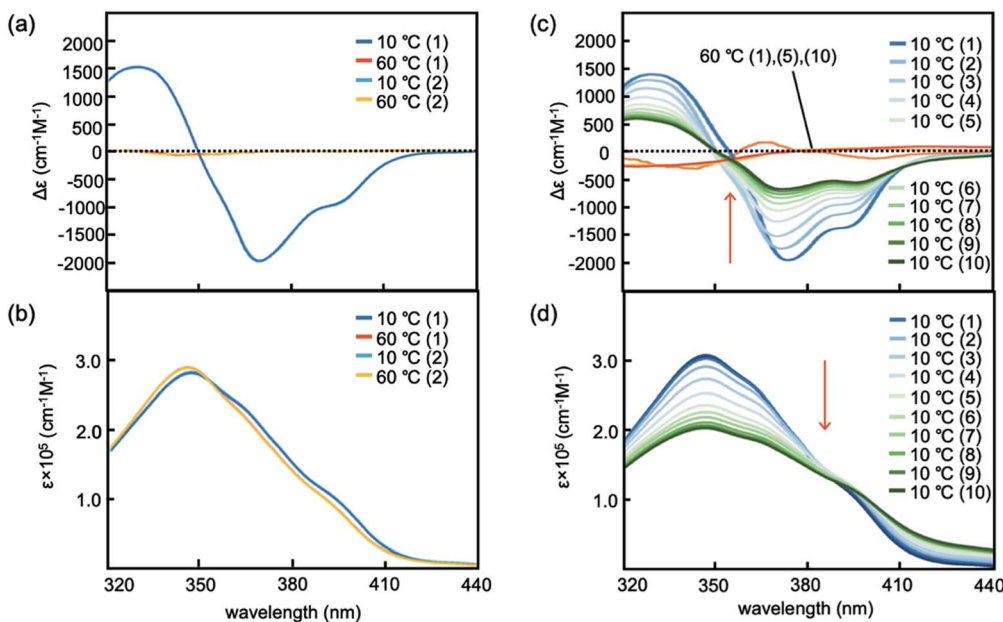 (a)
2000
1500
1000
500
0
-500
-1000
-1500
-2000
Δε (cm⁻¹M⁻¹)
10 ℃ (1)
60 ℃ (1)
10 ℃ (2)
60 ℃ (2)
(b)
3.0
2.0
1.0
ε×10⁵ (cm⁻¹M⁻¹)
10 ℃ (1)
60 ℃ (1)
10 ℃ (2)
60 ℃ (2)
320 350 380 410 440
wavelength (nm)
(c)
2000
1500
1000
500
0
-500
-1000
-1500
-2000
Δε (cm⁻¹M⁻¹)
60 ℃ (1),(5),(10)
10 ℃ (1)
10 ℃ (2)
10 ℃ (3)
10 ℃ (4)
10 ℃ (5)
10 ℃ (6)
10 ℃ (7)
10 ℃ (8)
10 ℃ (9)
10 ℃ (10)
(d)
3.0
2.0
1.0
ε×10⁵ (cm⁻¹M⁻¹)
10 ℃ (1)
10 ℃ (2)
10 ℃ (3)
10 ℃ (4)
10 ℃ (5)
10 ℃ (6)
10 ℃ (7)
10 ℃ (8)
10 ℃ (9)
10 ℃ (10)
320 350 380 410 440
wavelength (nm)